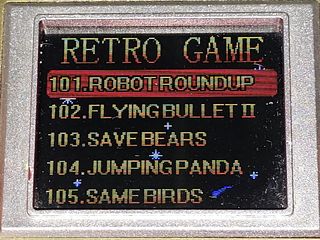 RETRO GAME
101.ROBOT ROUNDUP
102.FLYING BULLET II
103.SAVE BEARS
104.JUMPING PANDA
105.SAME BIRDS